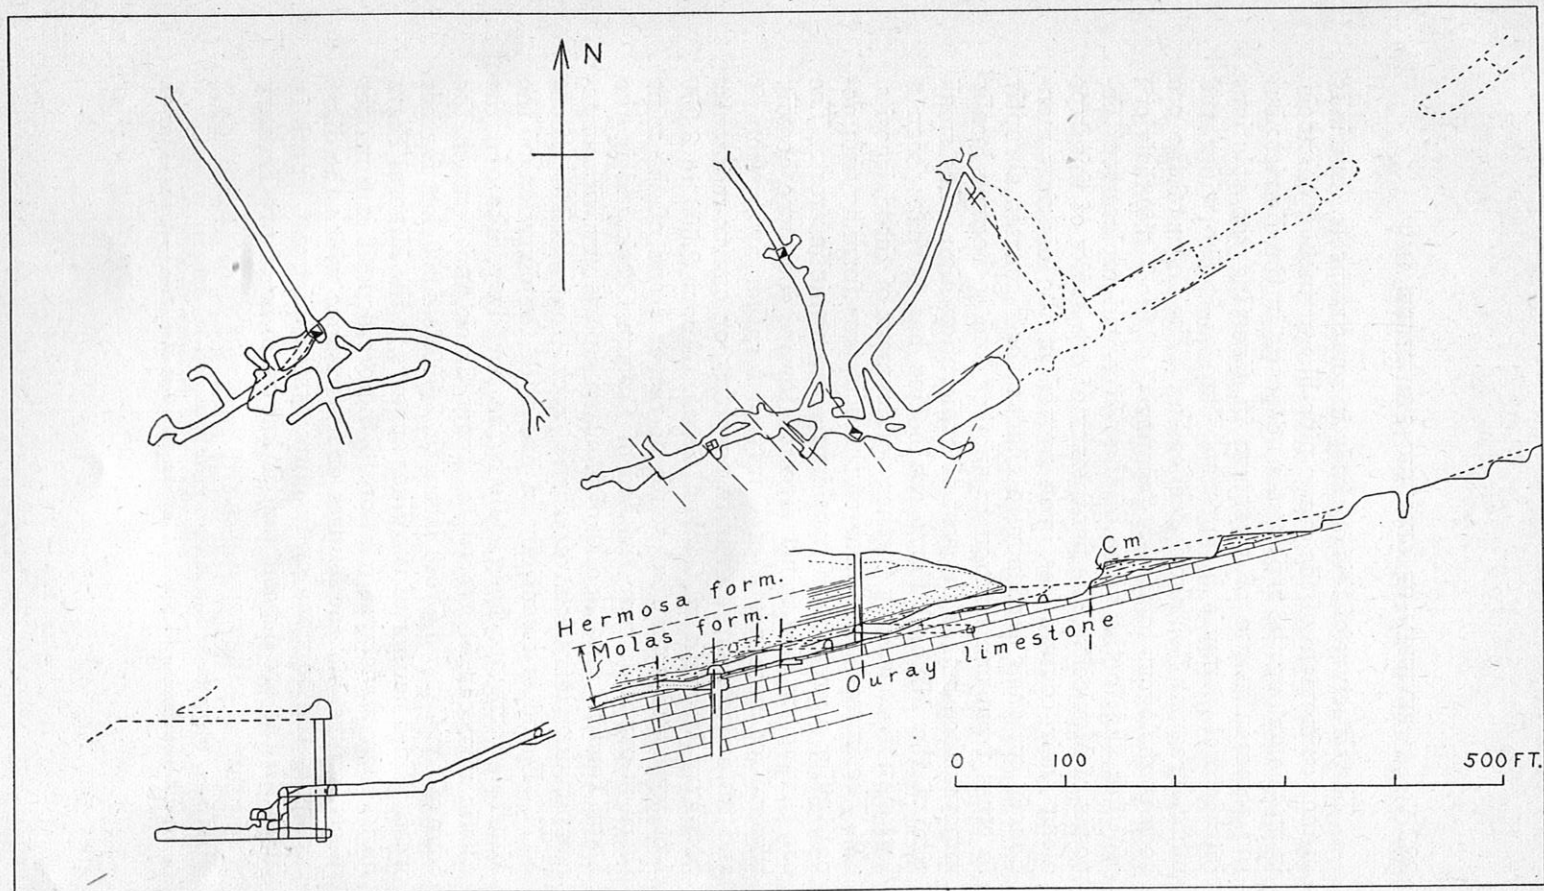 N
Cm
Hermosa form.
Molas form.
Ouray limestone
0 100 500 FT.